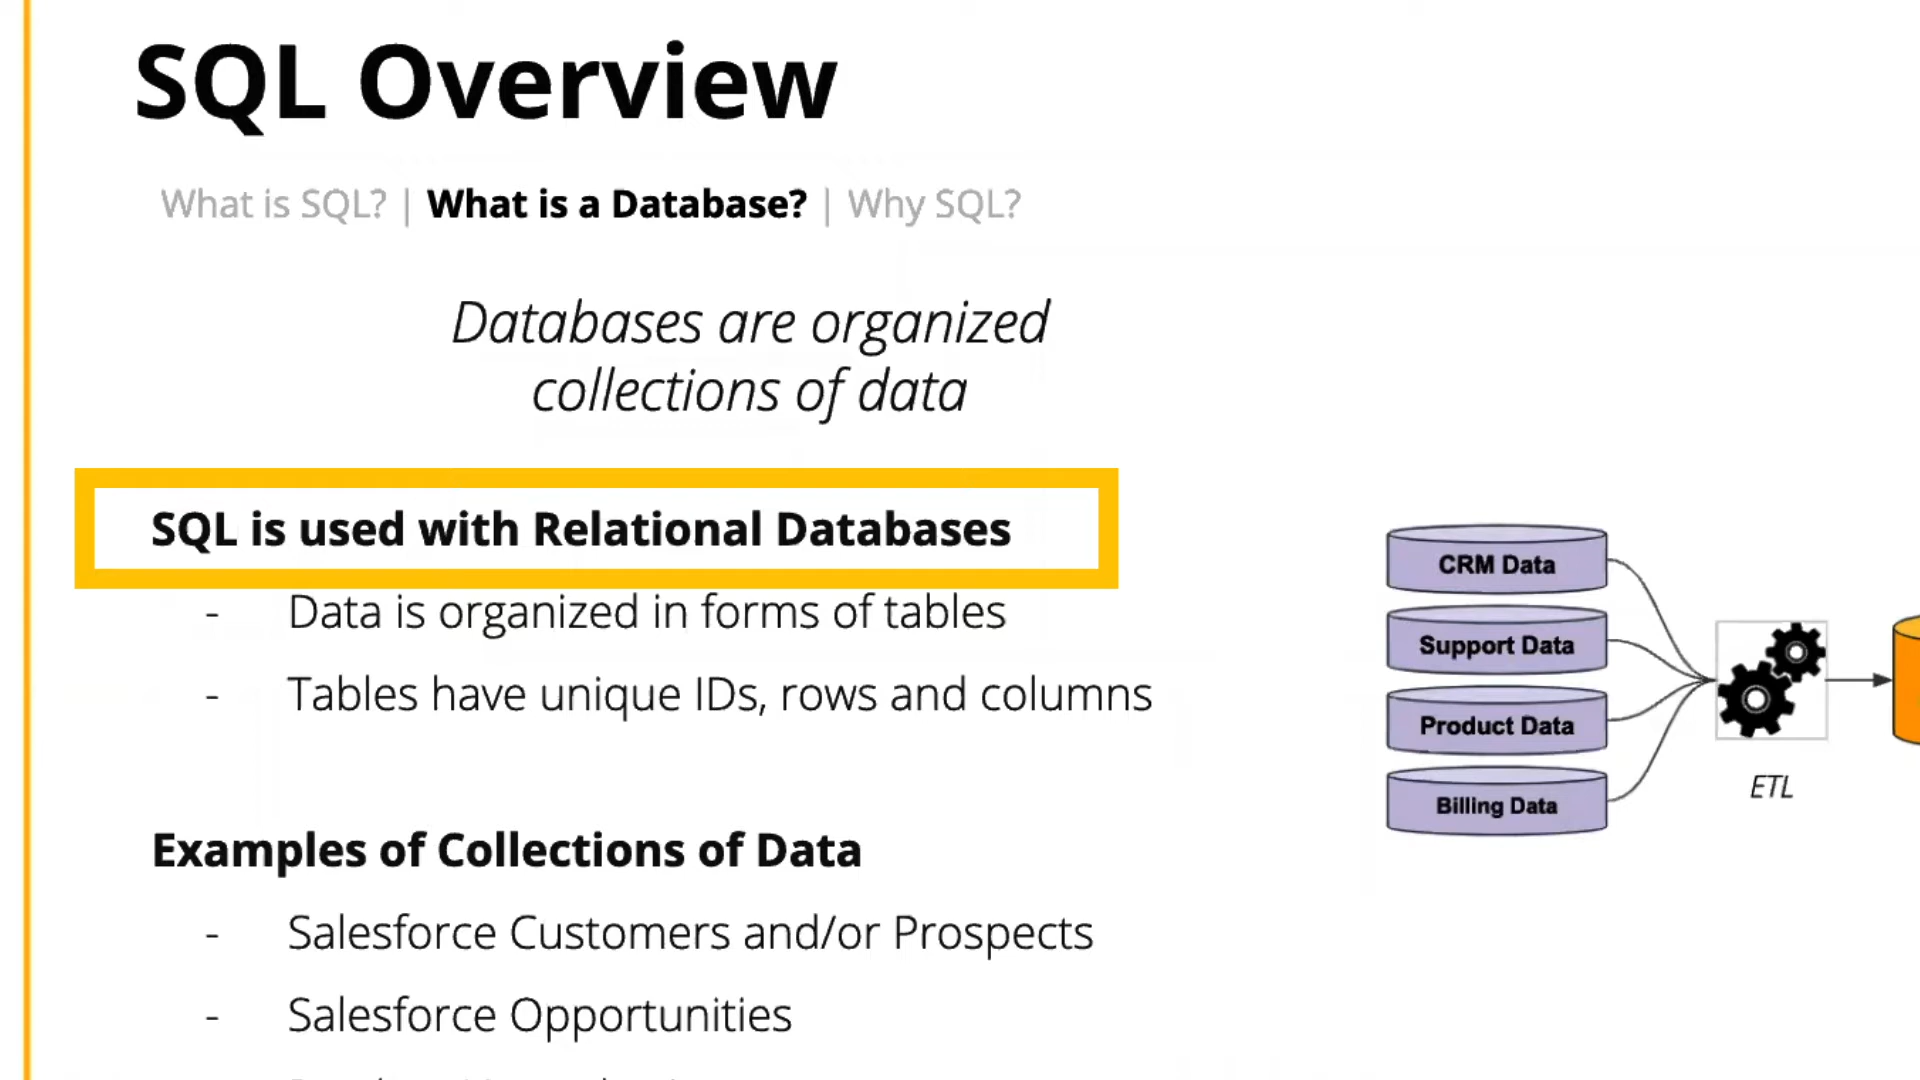 SQL Overview
What is SQL? | What is a Database? | Why SQL?
Databases are organized
collections of data
SQL is used with Relational Databases
- Data is organized in forms of tables
- Tables have unique IDs, rows and columns
Examples of Collections of Data
- Salesforce Customers and/or Prospects
- Salesforce Opportunities
CRM Data
Support Data
Product Data
Billing Data
ETL